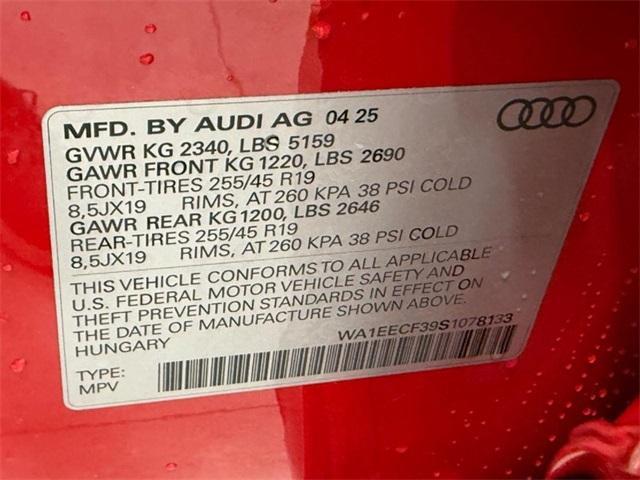 MFD. BY AUDI AG 04 25
GVWR KG 2340, LBS 5159
GAWR FRONT KG 1220, LBS 2690
FRONT-TIRES 255/45 R19
8,5JX19 RIMS, AT 260 KPA 38 PSI COLD
GAWR REAR KG 1200, LBS 2646
REAR-TIRES 255/45 R19
8,5JX19 RIMS, AT 260 KPA 38 PSI COLD
THIS VEHICLE CONFORMS TO ALL APPLICABLE
U.S. FEDERAL MOTOR VEHICLE SAFETY AND
THEFT PREVENTION STANDARDS IN EFFECT ON
THE DATE OF MANUFACTURE SHOWN ABOVE.
HUNGARY
WA1EECF39S1078133
TYPE:
MPV